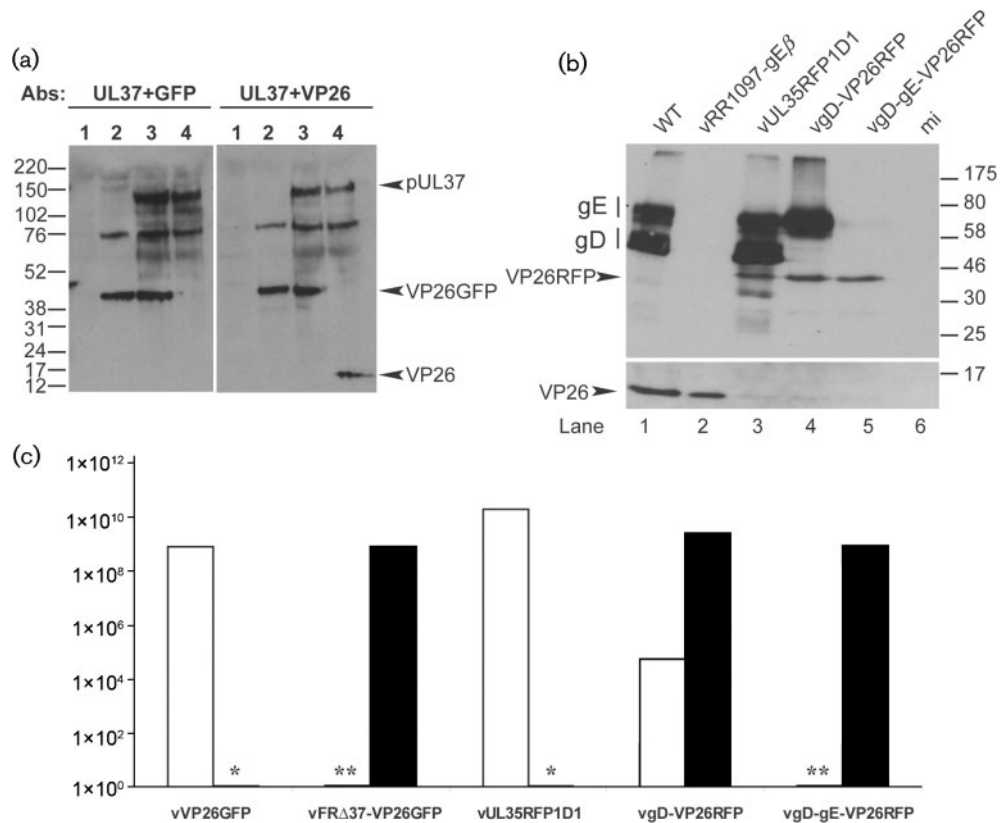 (a)
Abs: UL37+GFP UL37+VP26
1 2 3 4 1 2 3 4
220
150
102
76
52
38
31
24
17
12
pUL37
VP26GFP
VP26
(b)
WT
vRR1097-gEβ
vUL35RFP1D1
vgD-VP26RFP
vgD-gE-VP26RFP
mi
gE
gD
VP26RFP
VP26
175
80
58
46
30
25
17
Lane 1 2 3 4 5 6
(c)
1×10¹²
1×10¹⁰
1×10⁸
1×10⁶
1×10⁴
1×10²
1×10⁰
* ** * **
vVP26GFP vFRΔ37-VP26GFP vUL35RFP1D1 vgD-VP26RFP vgD-gE-VP26RFP